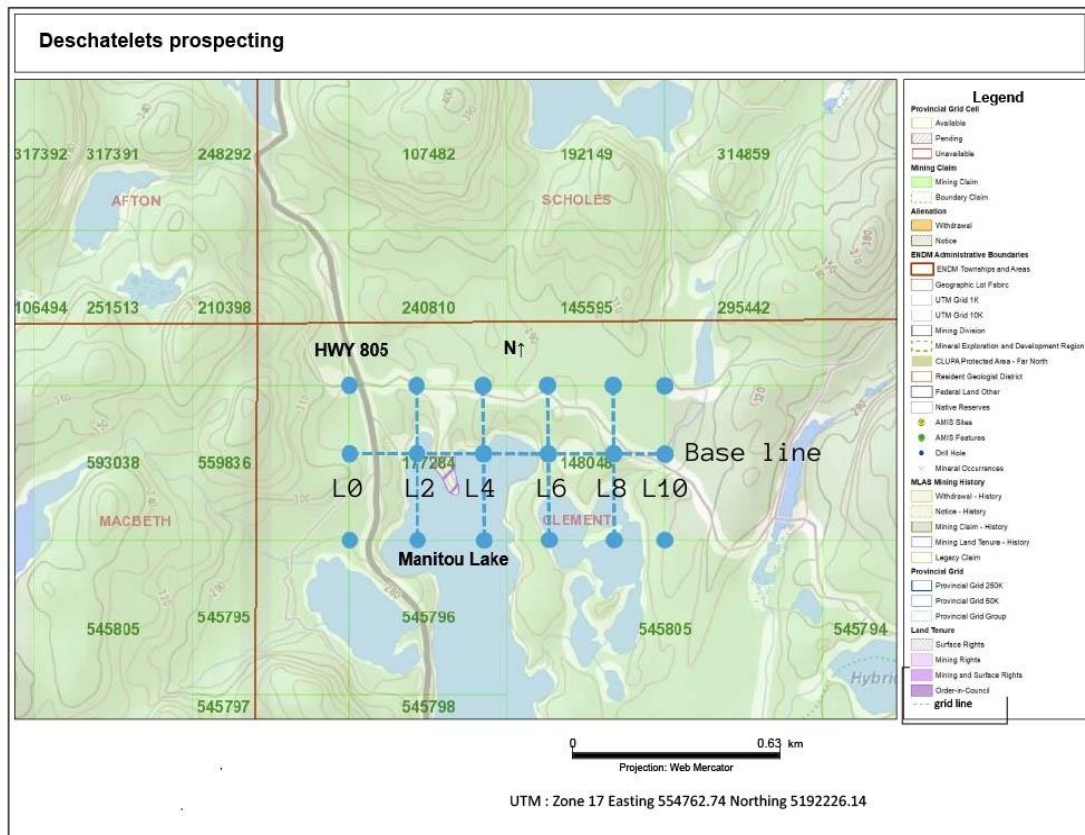 Deschatelets prospecting
317392 317391 248292 107482 192149 314859
AFTON SCHOLES
106494 251513 210398 240810 145595 295442
HWY 805 N↑
Base line
593038 559836 177284 148048
L0 L2 L4 L6 L8 L10
MACBETH CLEMENT
Manitou Lake
545795 545796
545805 545805 545794
Hybrid
545797 545798
Legend
Provincial Grid Cell
Available
Pending
Unavailable
Mining Claim
Mining Claim
Boundary Claim
Alienation
Withdrawal
Notice
ENDM Administrative Boundaries
ENDM Townships and Areas
Geographic Lot Fabirc
UTM Grid 1K
UTM Grid 10K
Mining Division
Mineral Exploration and Development Region
CLUPA Protected Area - Far North
Resident Geologist District
Federal Land Other
Native Reserves
AMIS Sites
AMIS Features
Drill Hole
Mineral Occurrences
MLAS Mining History
Withdrawal - History
Notice - History
Mining Claim - History
Mining Land Tenure - History
Legacy Claim
Provincial Grid
Provincial Grid 250K
Provincial Grid 50K
Provincial Grid Group
Land Tenure
Surface Rights
Mining Rights
Mining and Surface Rights
Order-in-Council
grid line
0 0.63 km
Projection: Web Mercator
UTM : Zone 17 Easting 554762.74 Northing 5192226.14